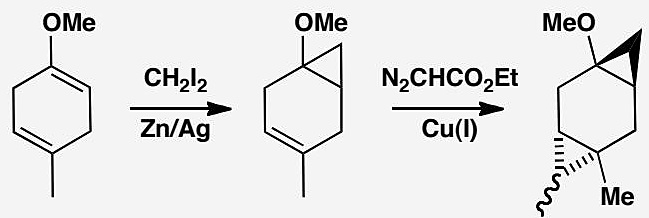 OMe
CH₂I₂
Zn/Ag
OMe
N₂CHCO₂Et
Cu(I)
MeO
Me